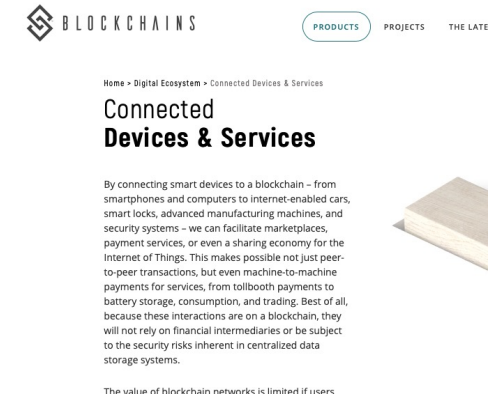 BLOCKCHAINS
PRODUCTS PROJECTS THE LATE
Home > Digital Ecosystem > Connected Devices & Services
Connected
Devices & Services
By connecting smart devices to a blockchain – from
smartphones and computers to internet-enabled cars,
smart locks, advanced manufacturing machines, and
security systems – we can facilitate marketplaces,
payment services, or even a sharing economy for the
Internet of Things. This makes possible not just peer-
to-peer transactions, but even machine-to-machine
payments for services, from tollbooth payments to
battery storage, consumption, and trading. Best of all,
because these interactions are on a blockchain, they
will not rely on financial intermediaries or be subject
to the security risks inherent in centralized data
storage systems.
The value of blockchain networks is limited if users